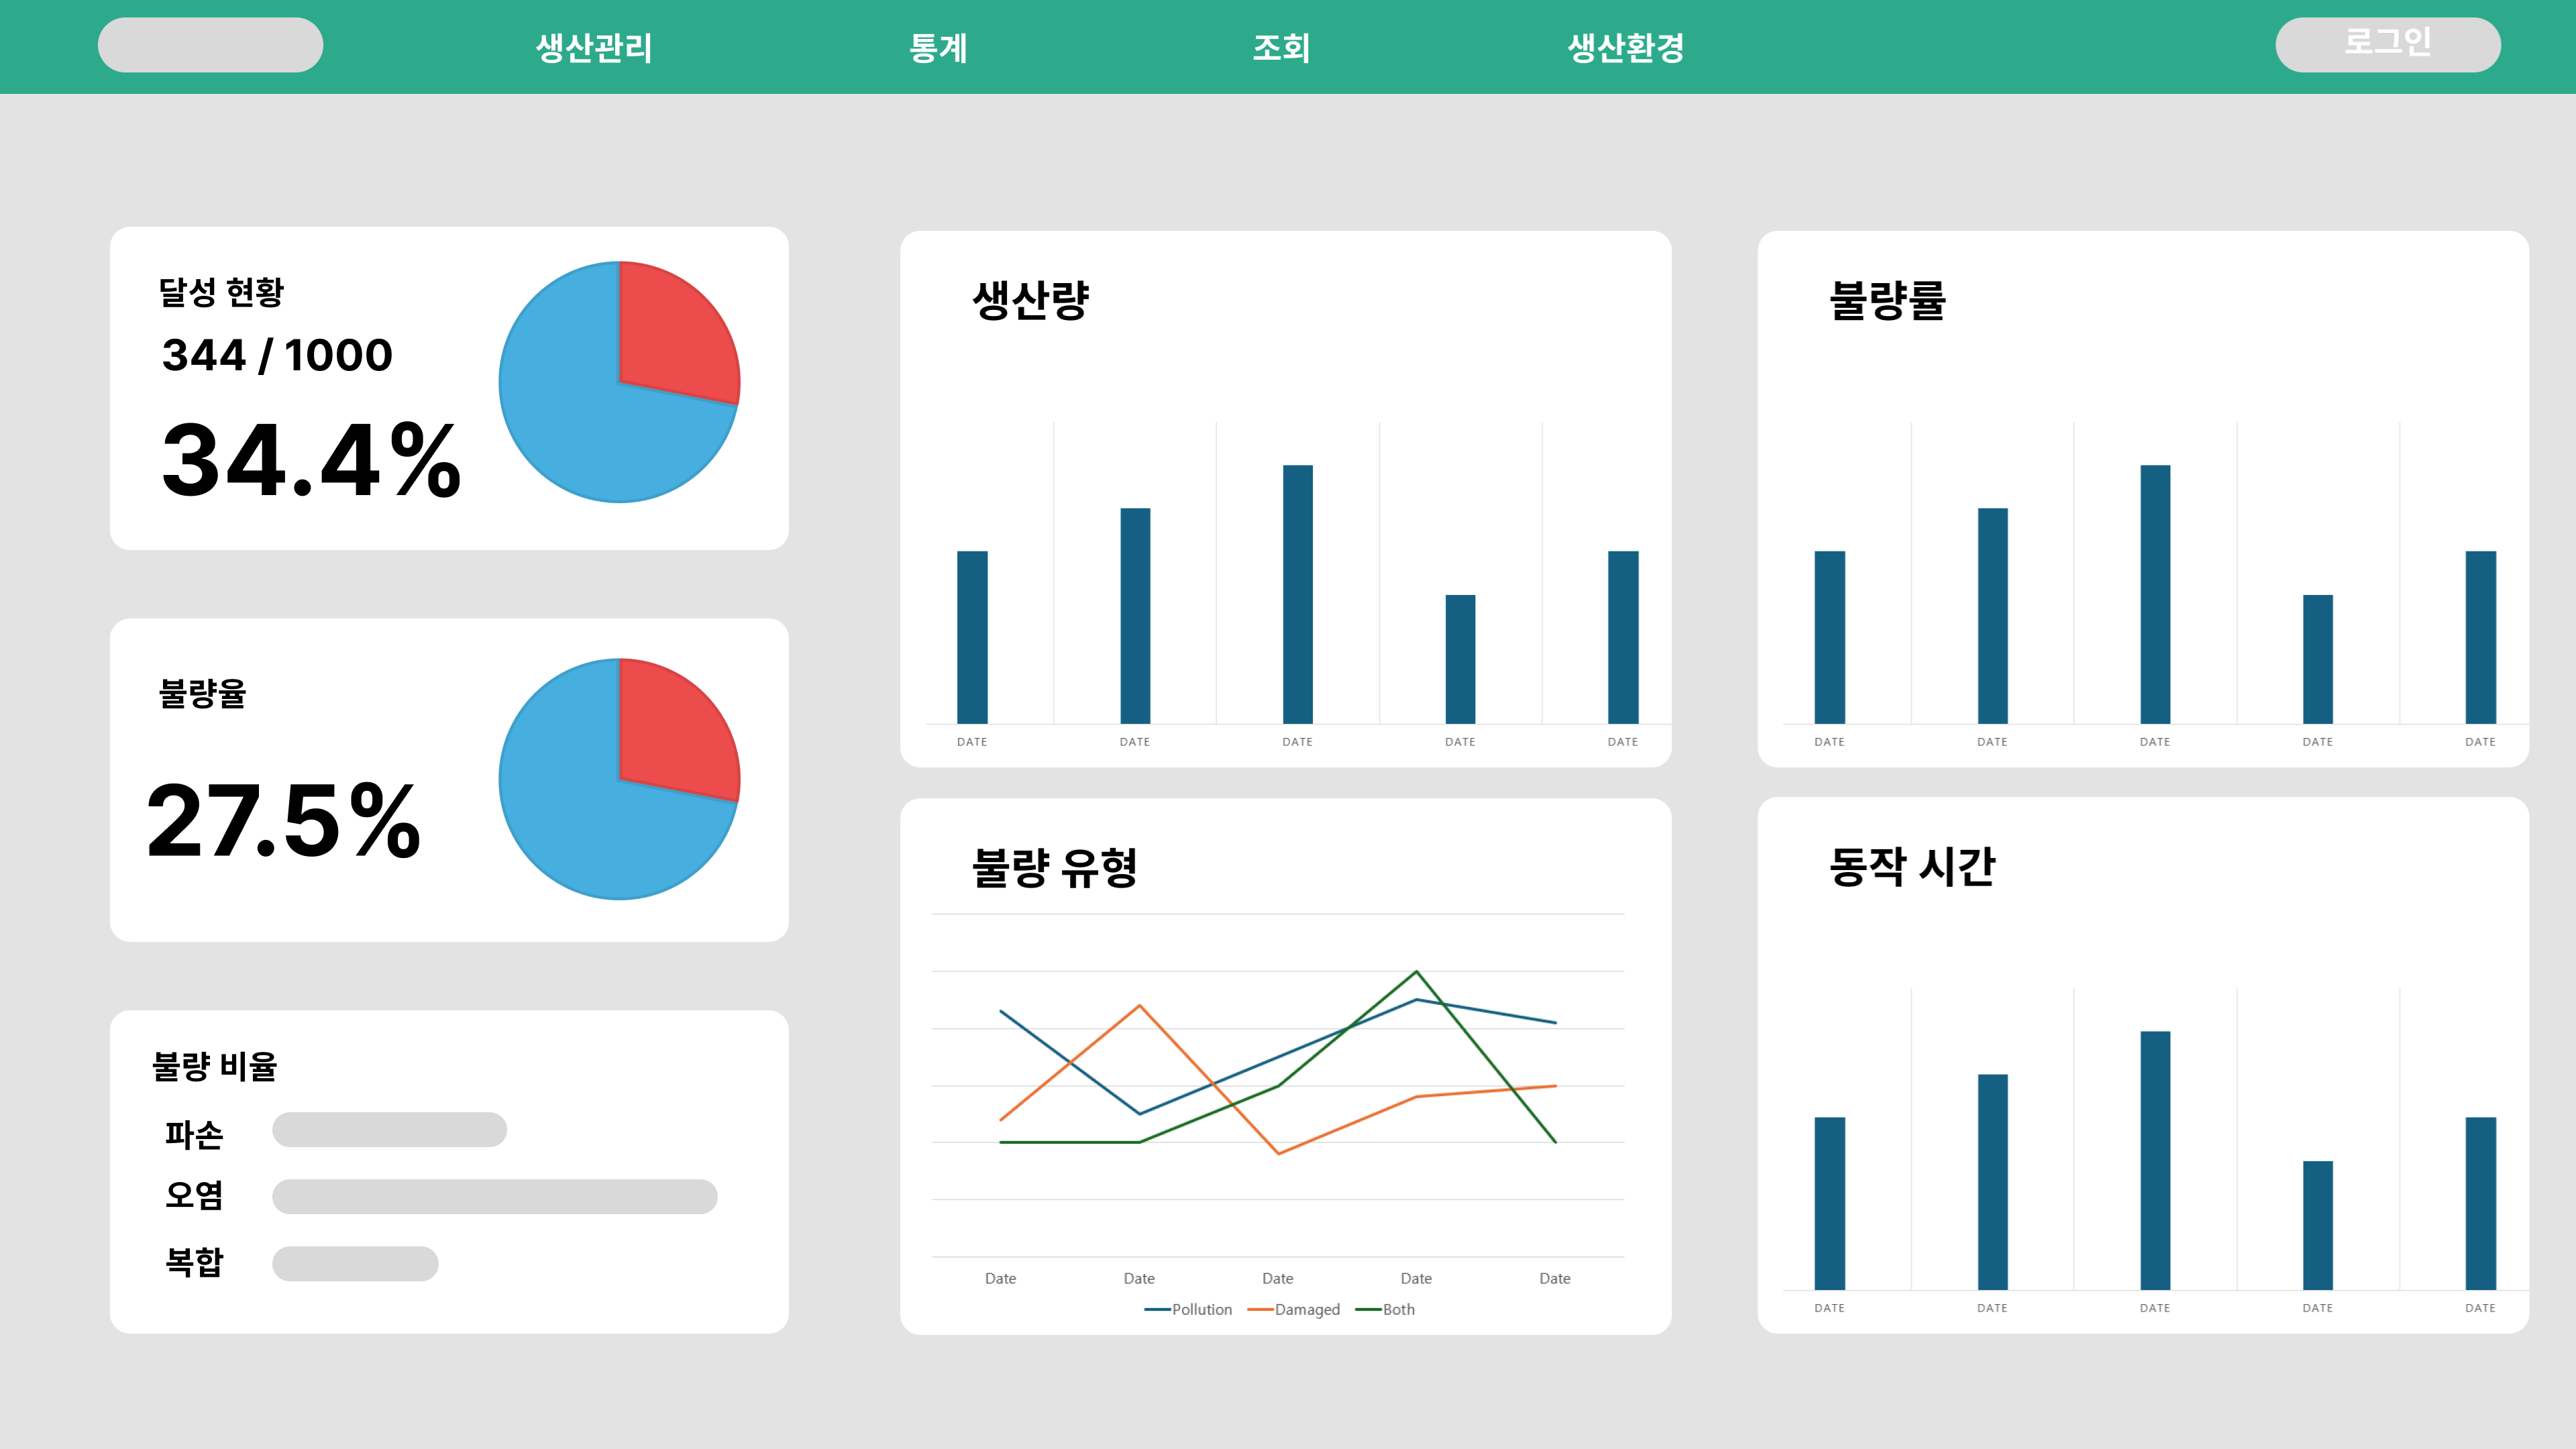 생산관리
통계
조회
생산환경
로그인
달성 현황
344 / 1000
34.4%
불량율
27.5%
불량 비율
파손
오염
복합
생산량
DATE DATE DATE DATE DATE
불량률
DATE DATE DATE DATE DATE
불량 유형
Date Date Date Date Date
Pollution Damaged Both
동작 시간
DATE DATE DATE DATE DATE